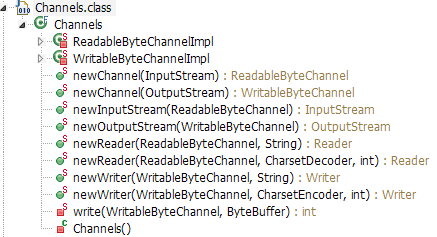 Channels.class
Channels
ReadableByteChannelImpl
WritableByteChannelImpl
newChannel(InputStream) : ReadableByteChannel
newChannel(OutputStream) : WritableByteChannel
newInputStream(ReadableByteChannel) : InputStream
newOutputStream(WritableByteChannel) : OutputStream
newReader(ReadableByteChannel, String) : Reader
newReader(ReadableByteChannel, CharsetDecoder, int) : Reader
newWriter(WritableByteChannel, String) : Writer
newWriter(WritableByteChannel, CharsetEncoder, int) : Writer
write(WritableByteChannel, ByteBuffer) : int
Channels()